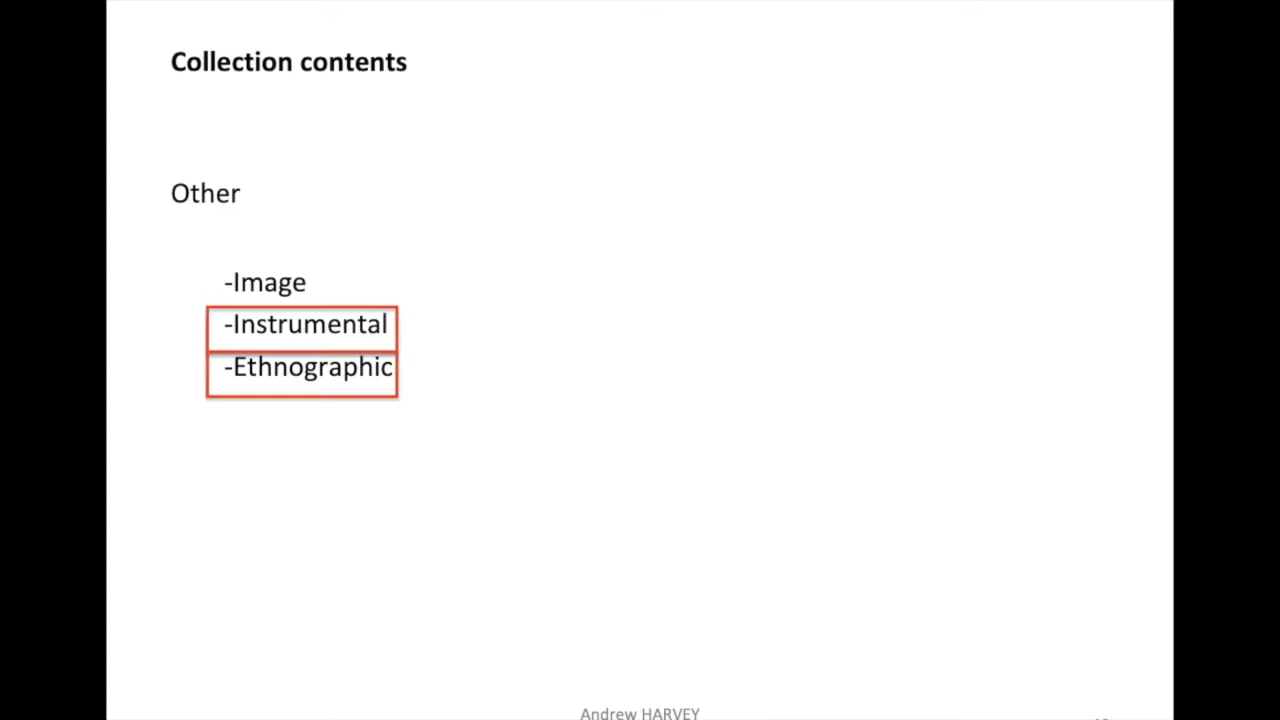 Collection contents
Other
-Image
-Instrumental
-Ethnographic
Andrew HARVEY